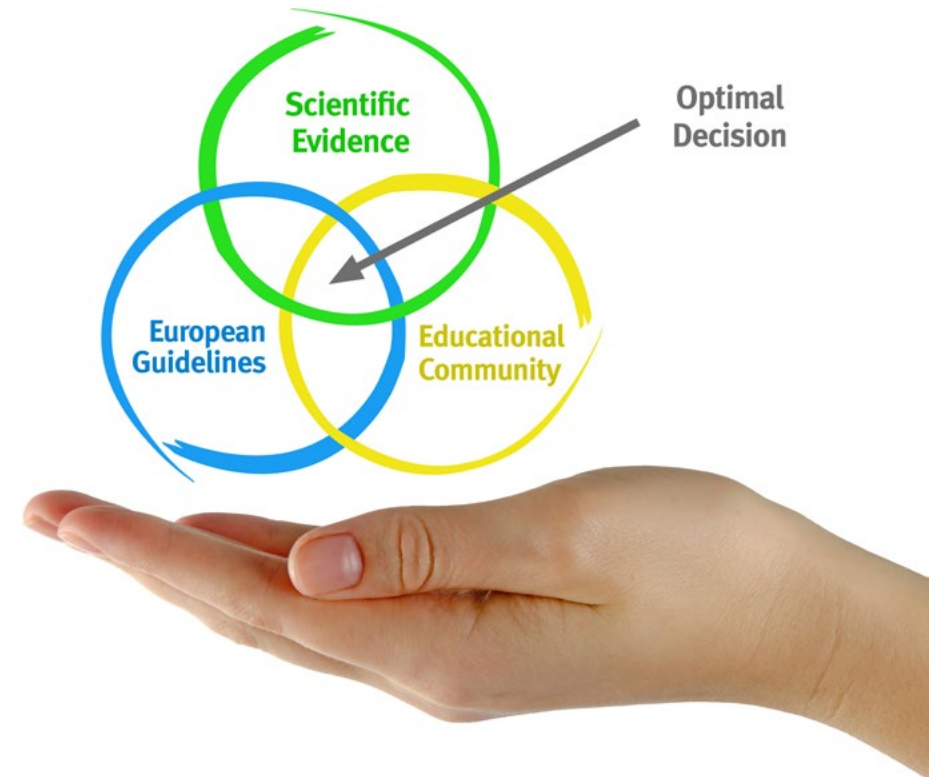 Scientific
Evidence
Optimal
Decision
European
Guidelines
Educational
Community